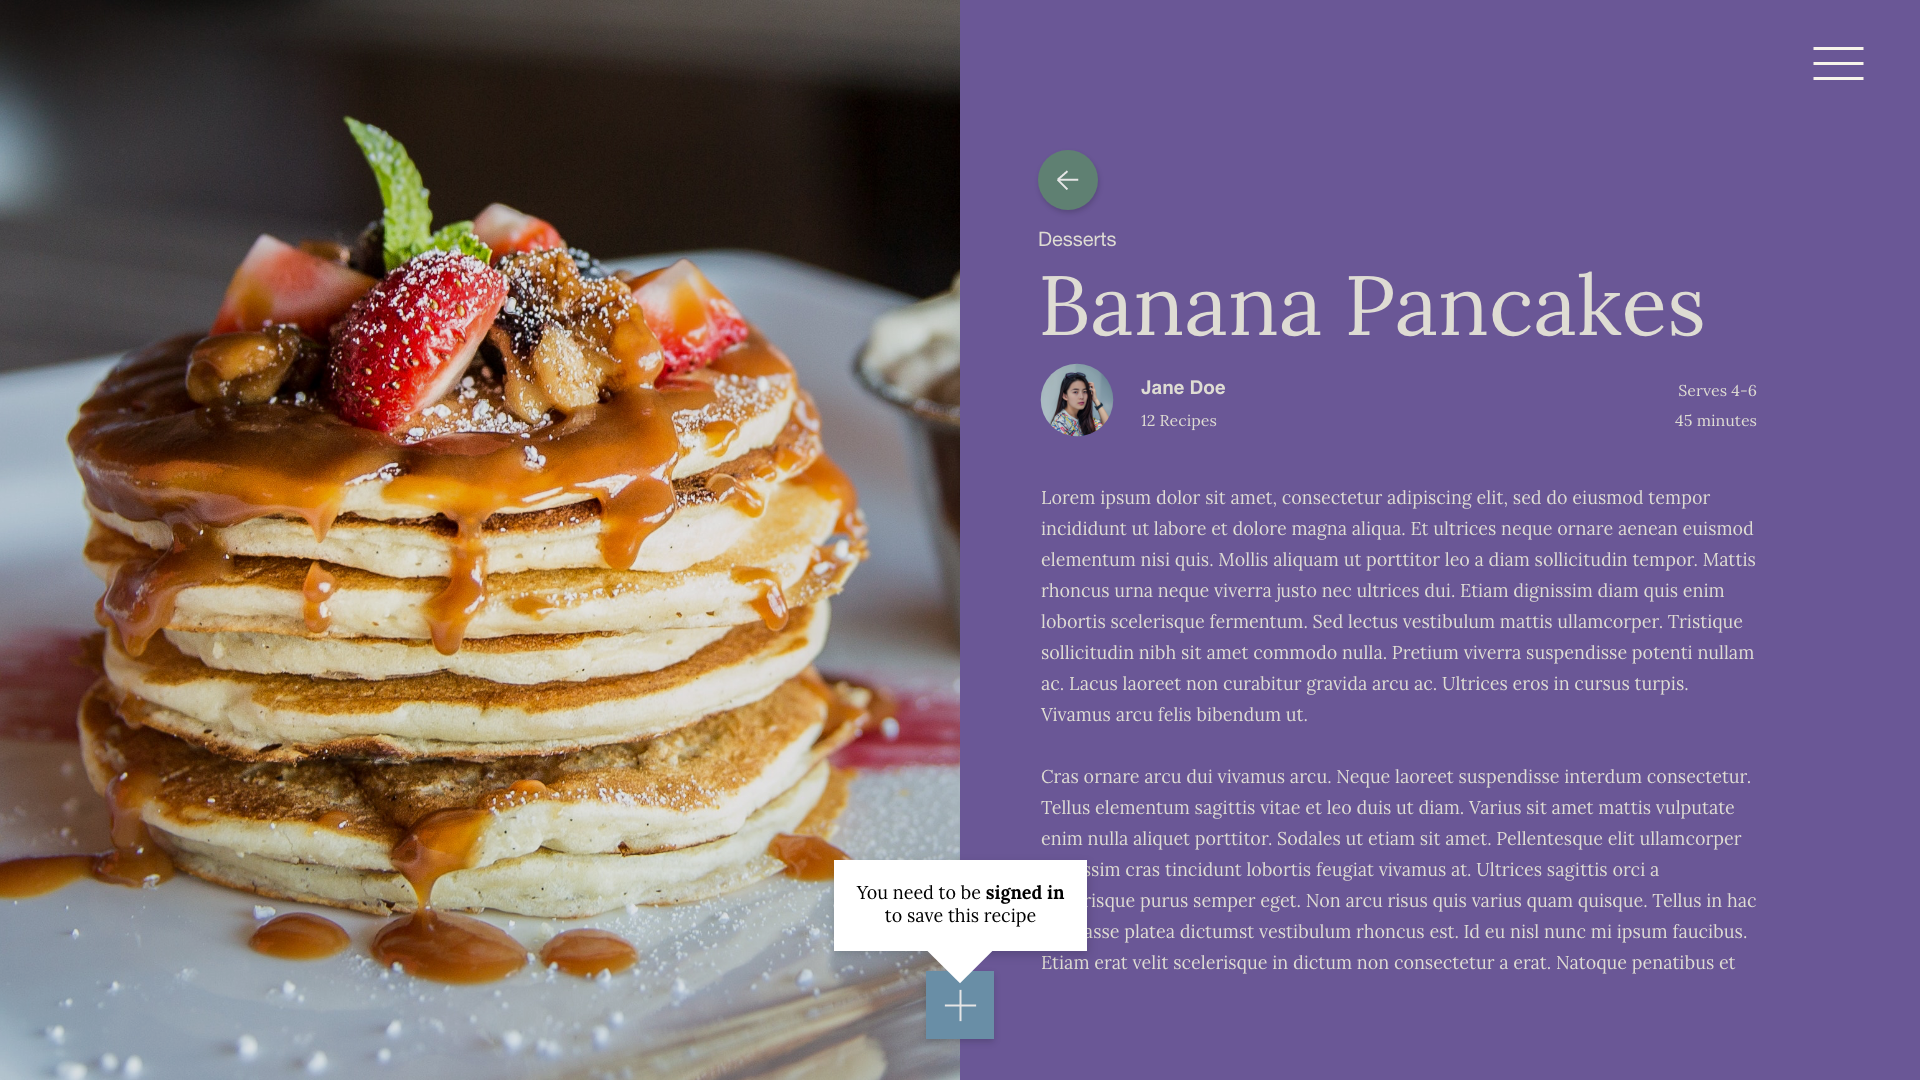 Desserts
Banana Pancakes
Jane Doe
12 Recipes
Serves 4-6
45 minutes
Lorem ipsum dolor sit amet, consectetur adipiscing elit, sed do eiusmod tempor
incididunt ut labore et dolore magna aliqua. Et ultrices neque ornare aenean euismod
elementum nisi quis. Mollis aliquam ut porttitor leo a diam sollicitudin tempor. Mattis
rhoncus urna neque viverra justo nec ultrices dui. Etiam dignissim diam quis enim
lobortis scelerisque fermentum. Sed lectus vestibulum mattis ullamcorper. Tristique
sollicitudin nibh sit amet commodo nulla. Pretium viverra suspendisse potenti nullam
ac. Lacus laoreet non curabitur gravida arcu ac. Ultrices eros in cursus turpis.
Vivamus arcu felis bibendum ut.
Cras ornare arcu dui vivamus arcu. Neque laoreet suspendisse interdum consectetur.
Tellus elementum sagittis vitae et leo duis ut diam. Varius sit amet mattis vulputate
enim nulla aliquet porttitor. Sodales ut etiam sit amet. Pellentesque elit ullamcorper
cras tincidunt lobortis feugiat vivamus at. Ultrices sagittis orci a
purus semper eget. Non arcu risus quis varius quam quisque. Tellus in hac
platea dictumst vestibulum rhoncus est. Id eu nisl nunc mi ipsum faucibus.
Etiam erat velit scelerisque in dictum non consectetur a erat. Natoque penatibus et
You need to be signed in
to save this recipe